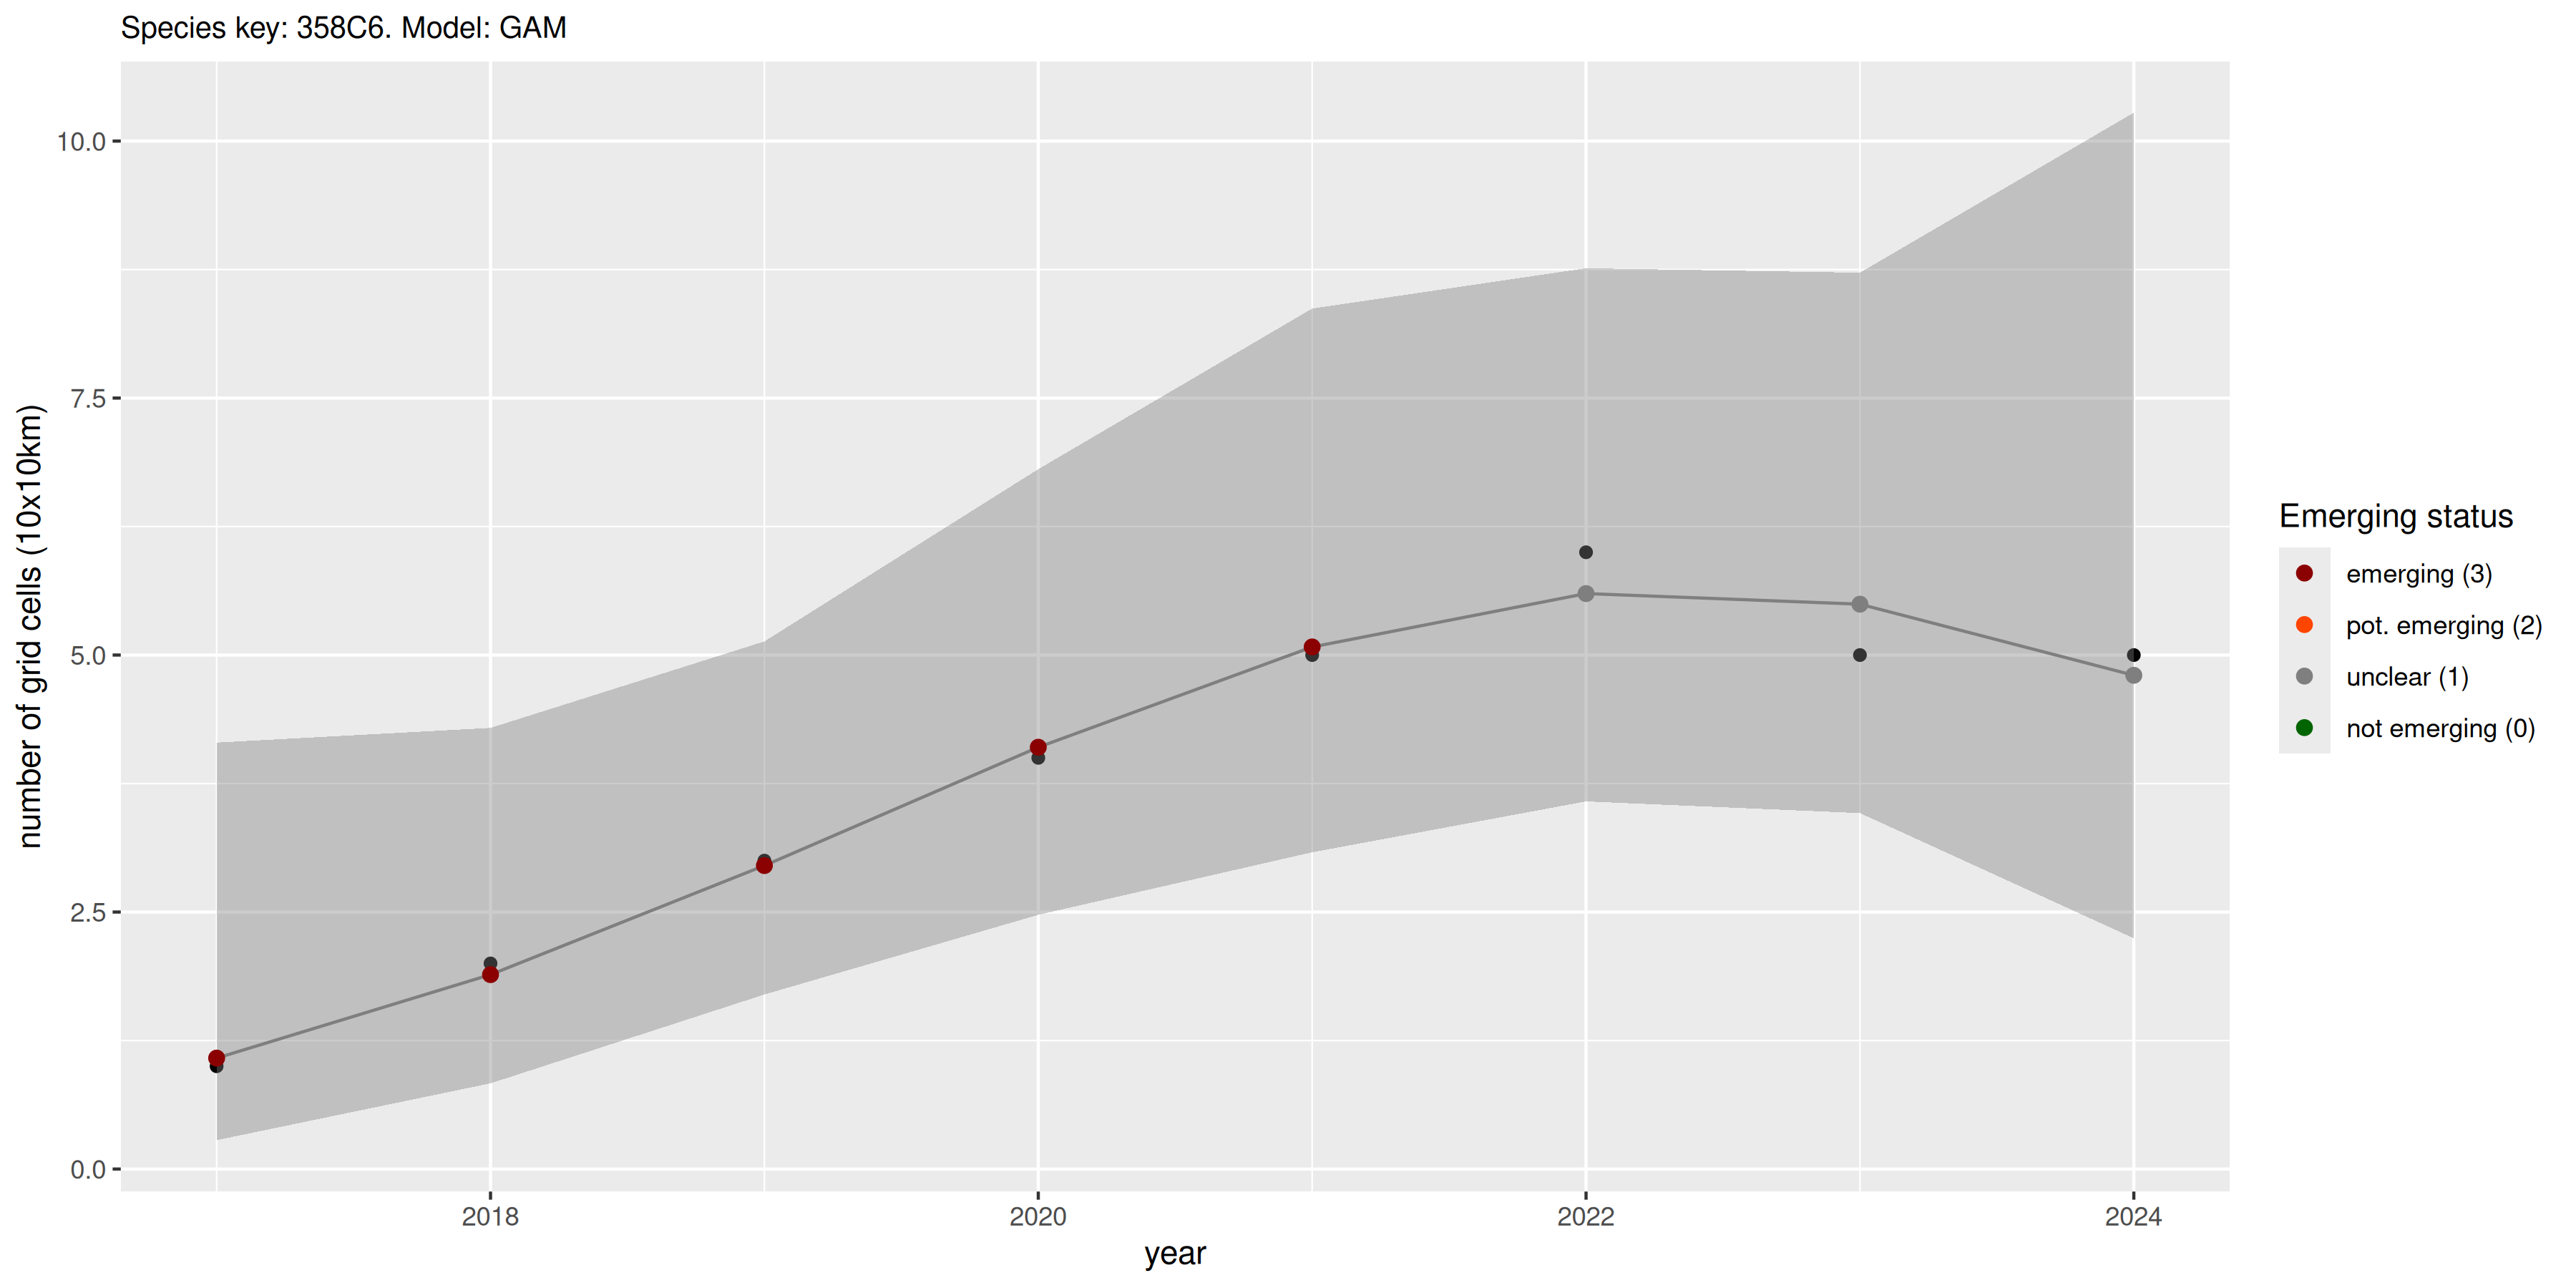 Species key: 358C6. Model: GAM
10.0
7.5
5.0
2.5
0.0
number of grid cells (10x10km)
2018
2020
2022
2024
year
Emerging status
emerging (3)
pot. emerging (2)
unclear (1)
not emerging (0)